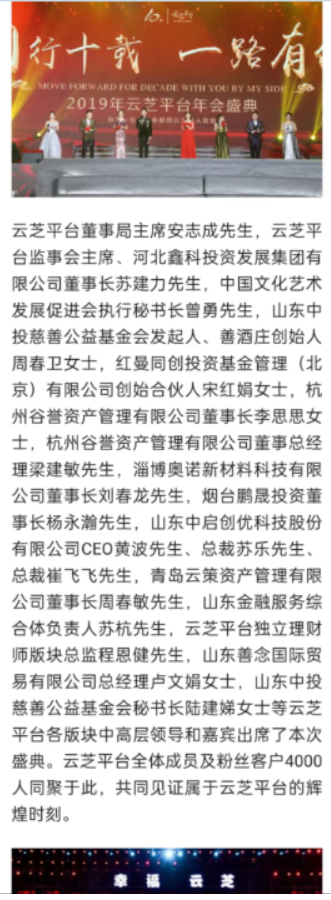 同行十载 一路有
MOVE FORWARD FOR DECADE WITH YOU BY MY SIDE
2019年云芝平台年会盛典
云芝平台董事局主席安志成先生，云芝平
台监事会主席、河北鑫科投资发展集团有
限公司董事长苏建力先生，中国文化艺术
发展促进会执行秘书长曾勇先生，山东中
投慈善公益基金会发起人、善酒庄创始人
周春卫女士，红曼同创投资基金管理（北
京）有限公司创始合伙人宋红娟女士，杭
州谷誉资产管理有限公司董事长李思思女
士，杭州谷誉资产管理有限公司董事总经
理梁建敏先生，淄博奥诺新材料科技有限
公司董事长刘春龙先生，烟台鹏晟投资董
事长杨永瀚先生，山东中启创优科技股份
有限公司CEO黄波先生、总裁苏乐先生、
总裁崔飞飞先生，青岛云策资产管理有限
公司董事长周春敏先生，山东金融服务综
合体负责人苏杭先生，云芝平台独立理财
师版块总监程恩健先生，山东善念国际贸
易有限公司总经理卢文娟女士，山东中投
慈善公益基金会秘书长陆建娣女士等云芝
平台各版块中高层领导和嘉宾出席了本次
盛典。云芝平台全体成员及粉丝客户4000
人同聚于此，共同见证属于云芝平台的辉
煌时刻。
幸福 云芝